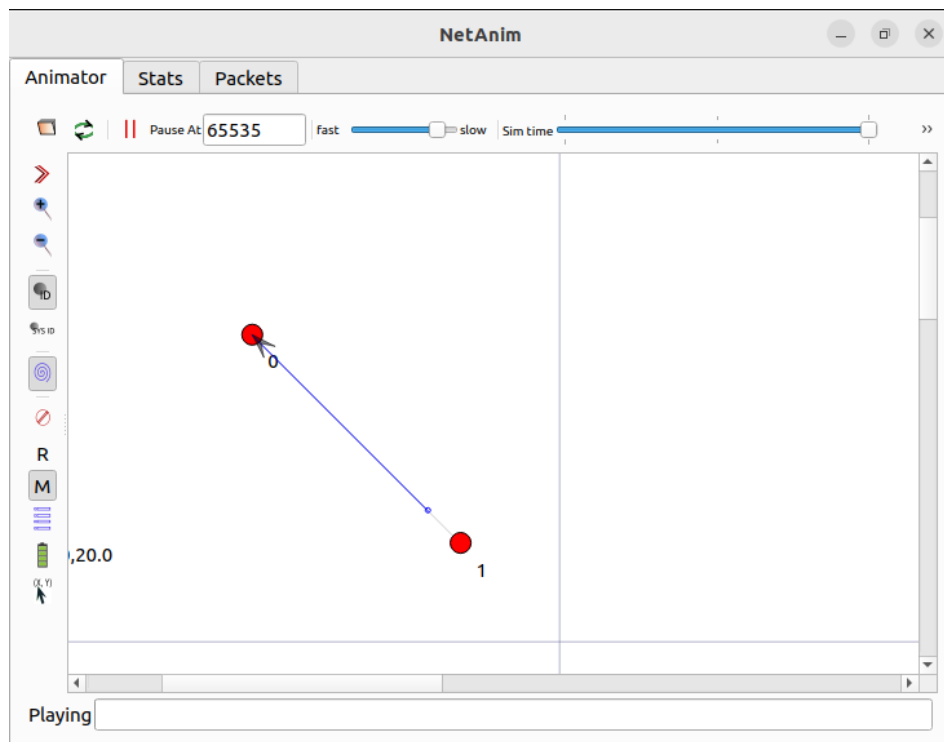 NetAnim
Animator Stats Packets
Pause At 65535 fast slow Sim time »
ID
SYS ID
R
M
(X, Y)
0
1
,20.0
Playing